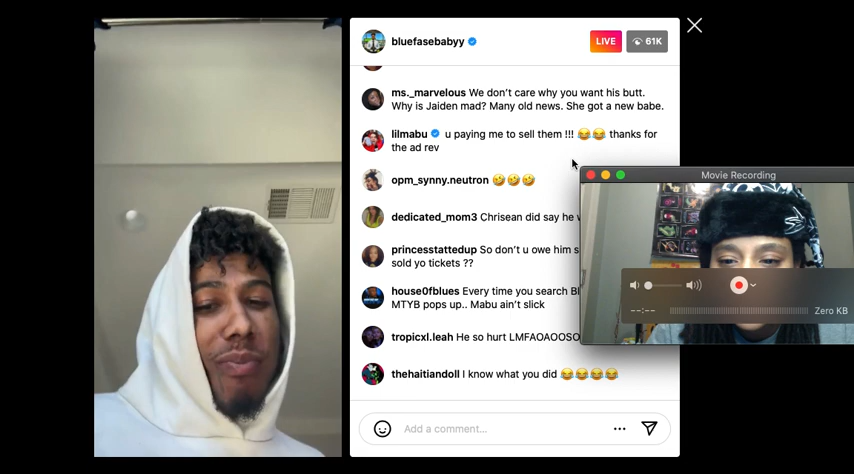 bluefasebabyy
LIVE
61K
ms._marvelous We don't care why you want his butt.
Why is Jaiden mad? Many old news. She got a new babe.
lilmabu u paying me to sell them !!! 😂😂 thanks for
the ad rev
opm_synny.neutron 🤣🤣🤣
dedicated_mom3 Chrisean did say he
princesstattedup So don't u owe him s
sold yo tickets ??
house0fblues Every time you search Bl
MTYB pops up.. Mabu ain't slick
tropicxl.leah He so hurt LMFAOAOOSO
thehaitiandoll I know what you did 😂😂😂😂
Add a comment...
Movie Recording
--:--
Zero KB